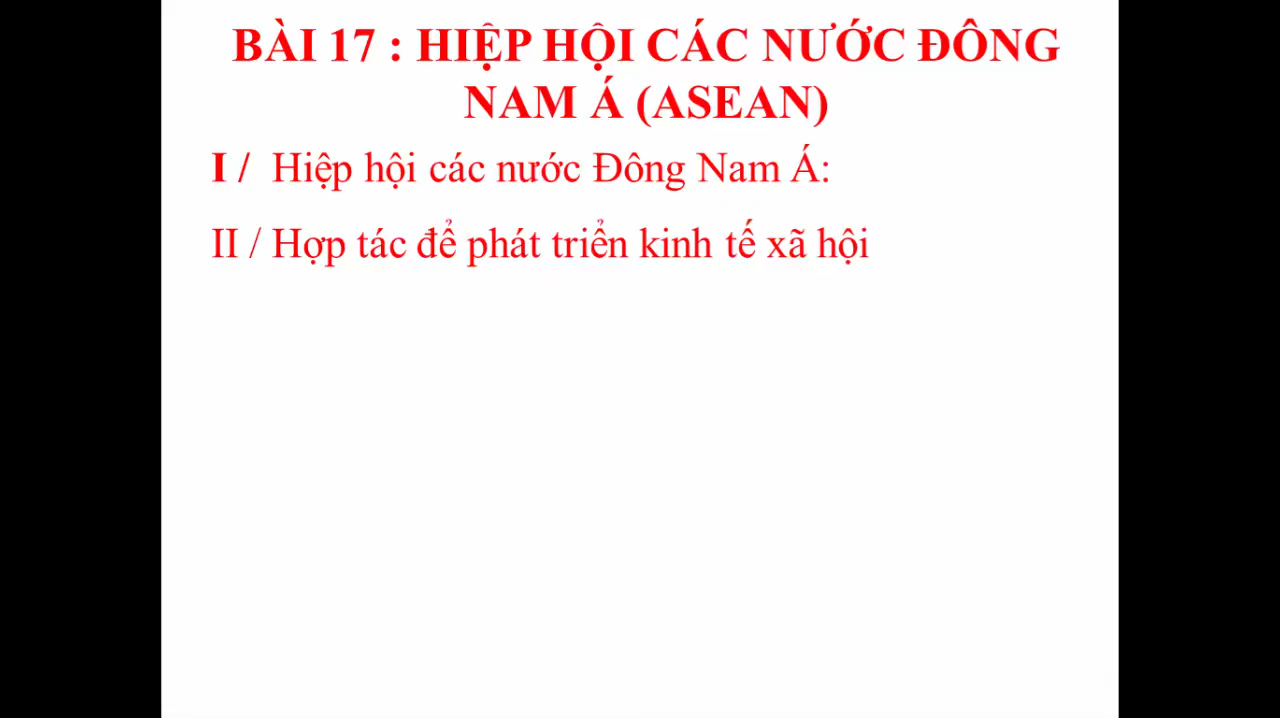 BÀI 17 : HIỆP HỘI CÁC NƯỚC ĐÔNG
NAM Á (ASEAN)
I / Hiệp hội các nước Đông Nam Á:
II / Hợp tác để phát triển kinh tế xã hội